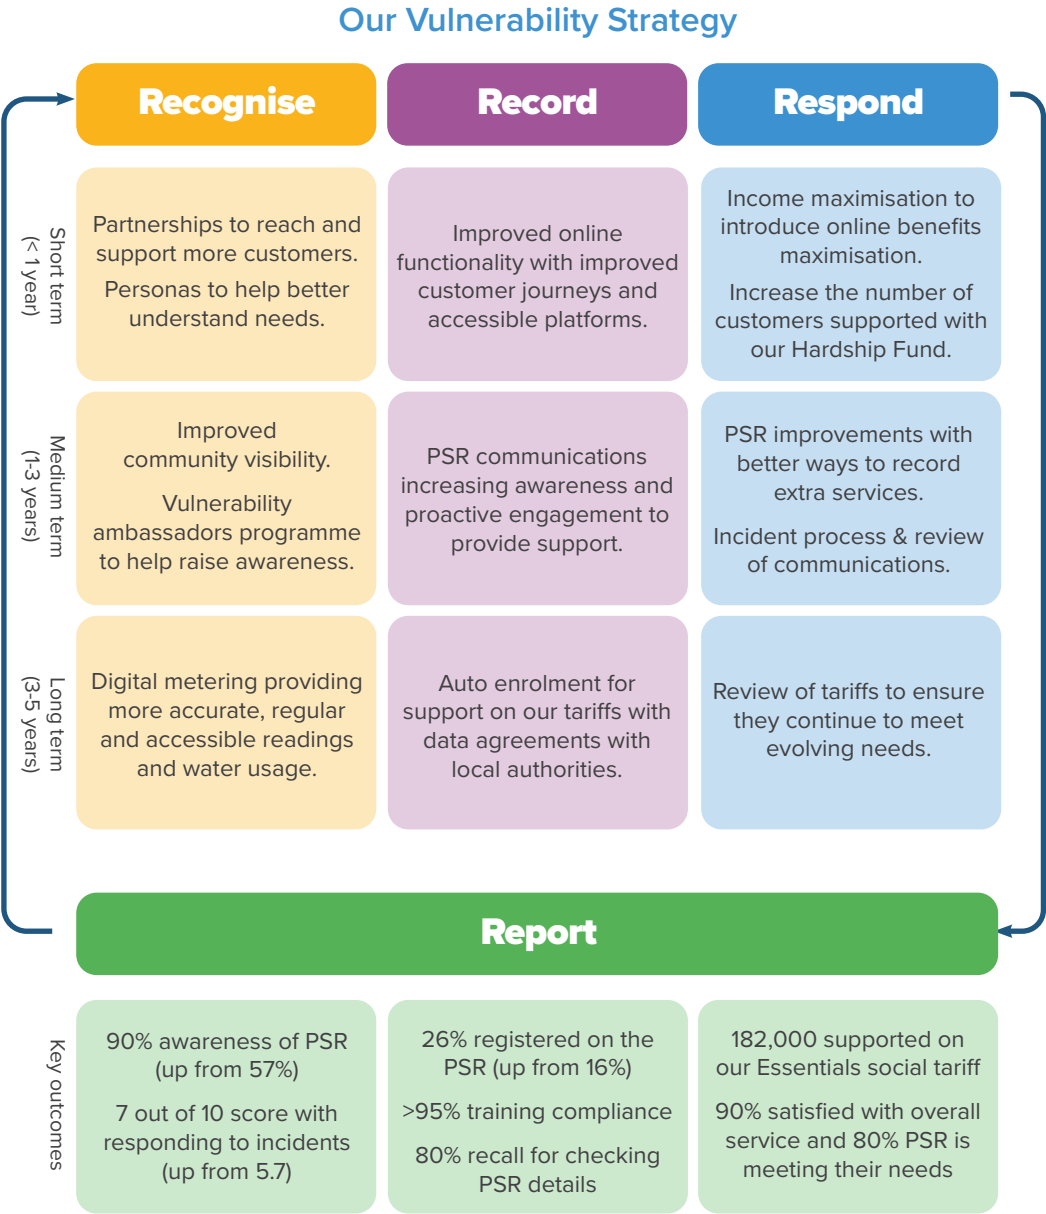 Our Vulnerability Strategy
Recognise
Record
Respond
Short term
(< 1 year)
Partnerships to reach and
support more customers.
Personas to help better
understand needs.
Improved online
functionality with improved
customer journeys and
accessible platforms.
Income maximisation to
introduce online benefits
maximisation.
Increase the number of
customers supported with
our Hardship Fund.
Medium term
(1-3 years)
Improved
community visibility.
Vulnerability
ambassadors programme
to help raise awareness.
PSR communications
increasing awareness and
proactive engagement to
provide support.
PSR improvements with
better ways to record
extra services.
Incident process & review
of communications.
Long term
(3-5 years)
Digital metering providing
more accurate, regular
and accessible readings
and water usage.
Auto enrolment for
support on our tariffs with
data agreements with
local authorities.
Review of tariffs to ensure
they continue to meet
evolving needs.
Report
Key outcomes
90% awareness of PSR
(up from 57%)
7 out of 10 score with
responding to incidents
(up from 5.7)
26% registered on the
PSR (up from 16%)
>95% training compliance
80% recall for checking
PSR details
182,000 supported on
our Essentials social tariff
90% satisfied with overall
service and 80% PSR is
meeting their needs